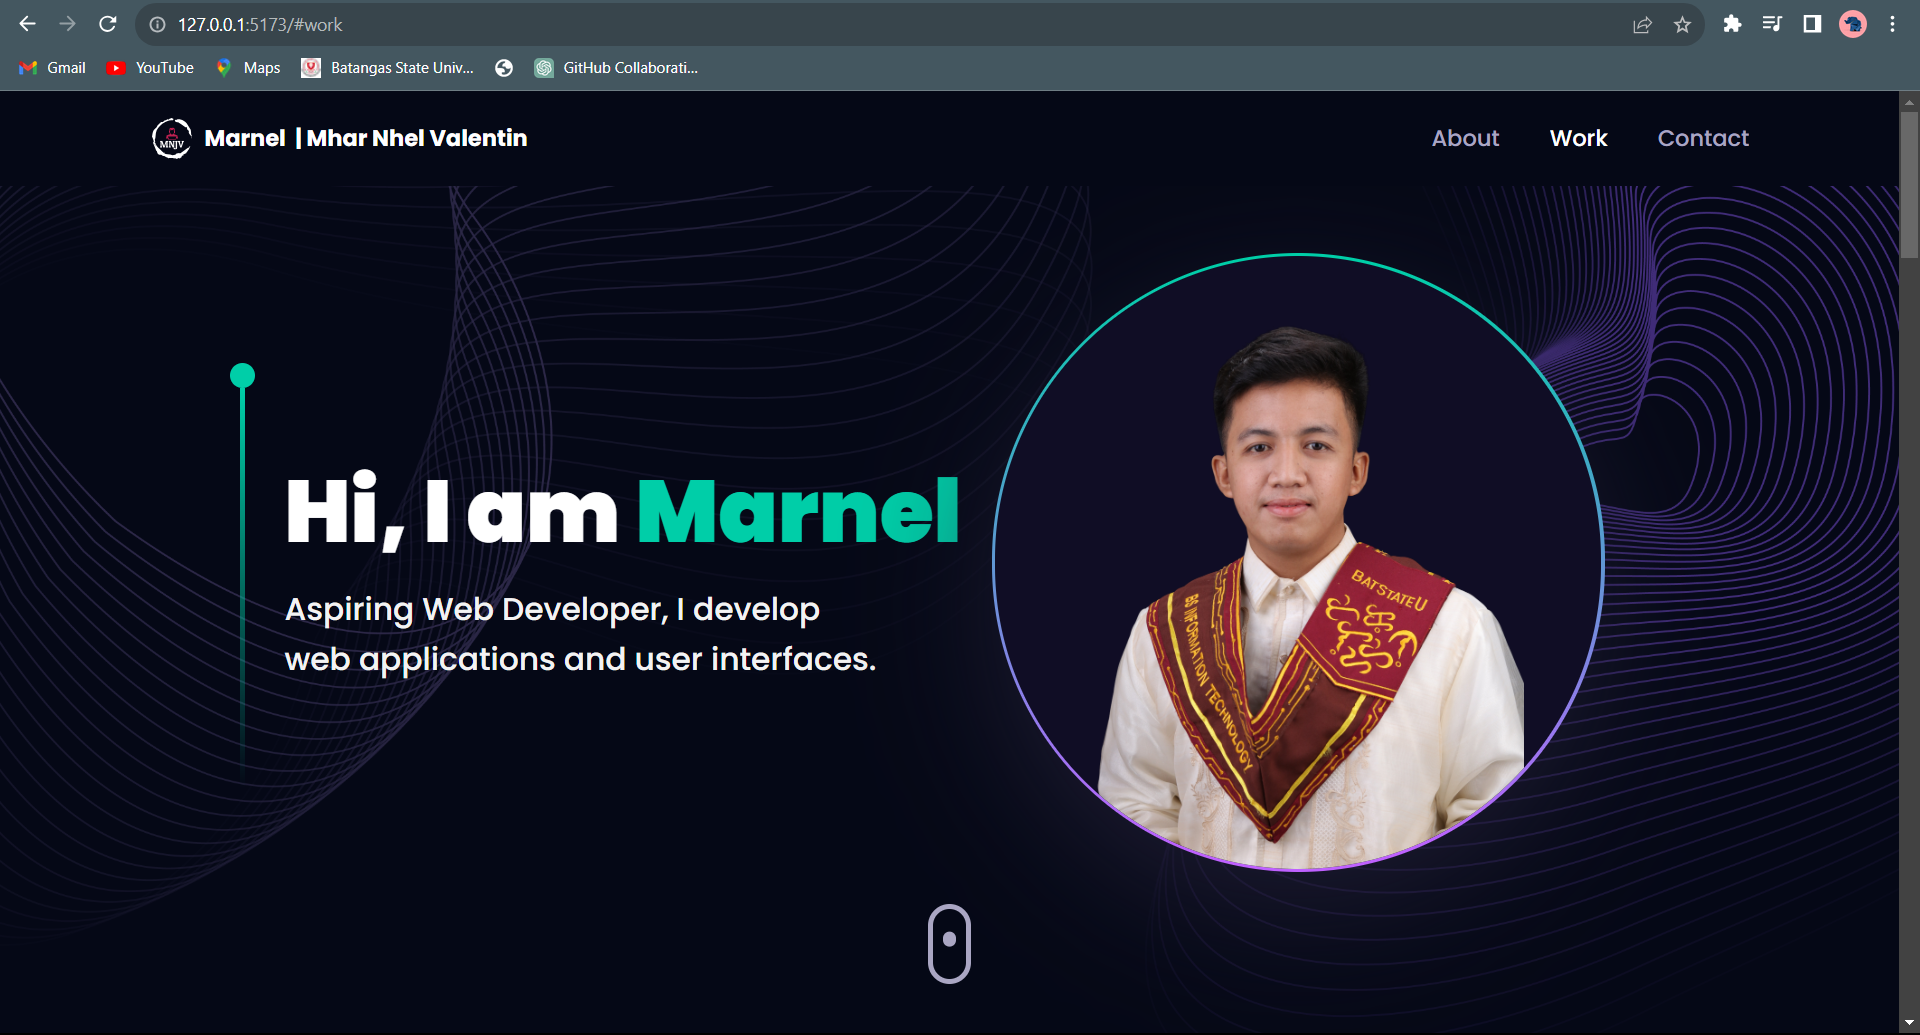 127.0.0.1:5173/#work
Gmail
YouTube
Maps
Batangas State Univ...
GitHub Collaborati...
MNJV
Marnel | Mhar Nhel Valentin
About
Work
Contact
Hi, I am Marnel
Aspiring Web Developer, I develop
web applications and user interfaces.
BATSTATEU
BS INFORMATION TECHNOLOGY